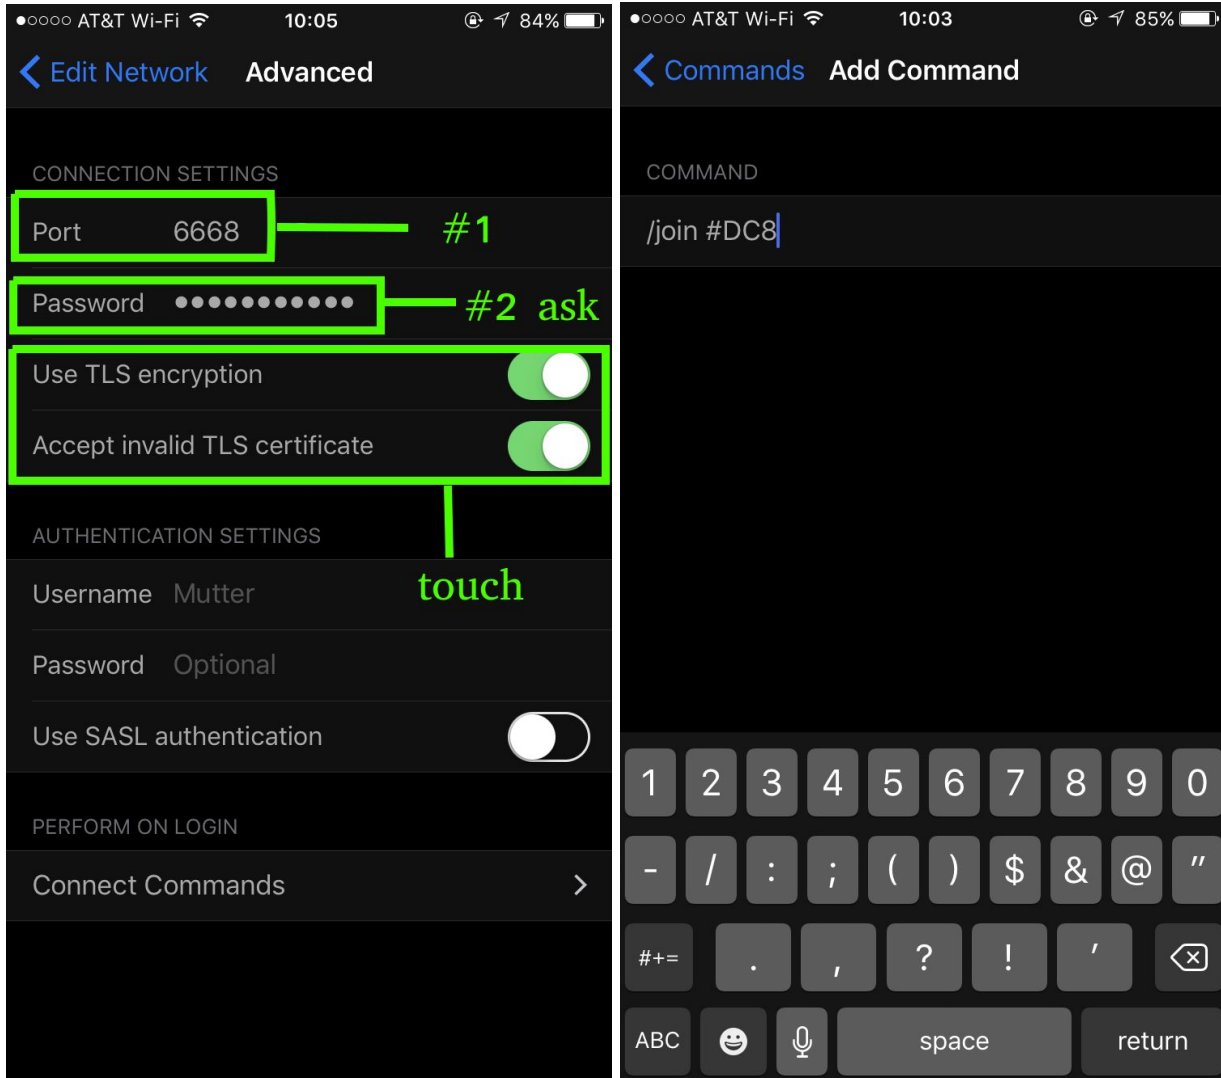 AT&T Wi-Fi 10:05 84%
Edit Network Advanced
CONNECTION SETTINGS
Port 6668 #1
Password ●●●●●●●●●●● #2 ask
Use TLS encryption
Accept invalid TLS certificate
AUTHENTICATION SETTINGS
Username Mutter
touch
Password Optional
Use SASL authentication
PERFORM ON LOGIN
Connect Commands
AT&T Wi-Fi 10:03 85%
Commands Add Command
COMMAND
/join #DC8
1 2 3 4 5 6 7 8 9 0
- / : ; ( ) $ & @ "
#+= . , ? ! '
ABC space return